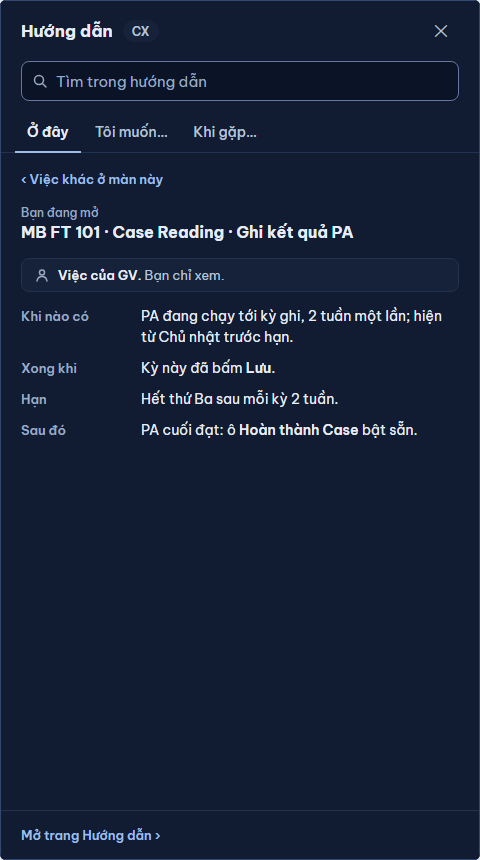 Hướng dẫn CX
Tìm trong hướng dẫn
Ở đây Tôi muốn... Khi gặp...
‹ Việc khác ở màn này
Bạn đang mở
MB FT 101 · Case Reading · Ghi kết quả PA
Việc của GV. Bạn chỉ xem.
Khi nào có PA đang chạy tới kỳ ghi, 2 tuần một lần; hiện
từ Chủ nhật trước hạn.
Xong khi Kỳ này đã bấm Lưu.
Hạn Hết thứ Ba sau mỗi kỳ 2 tuần.
Sau đó PA cuối đạt: ô Hoàn thành Case bật sẵn.
Mở trang Hướng dẫn ›